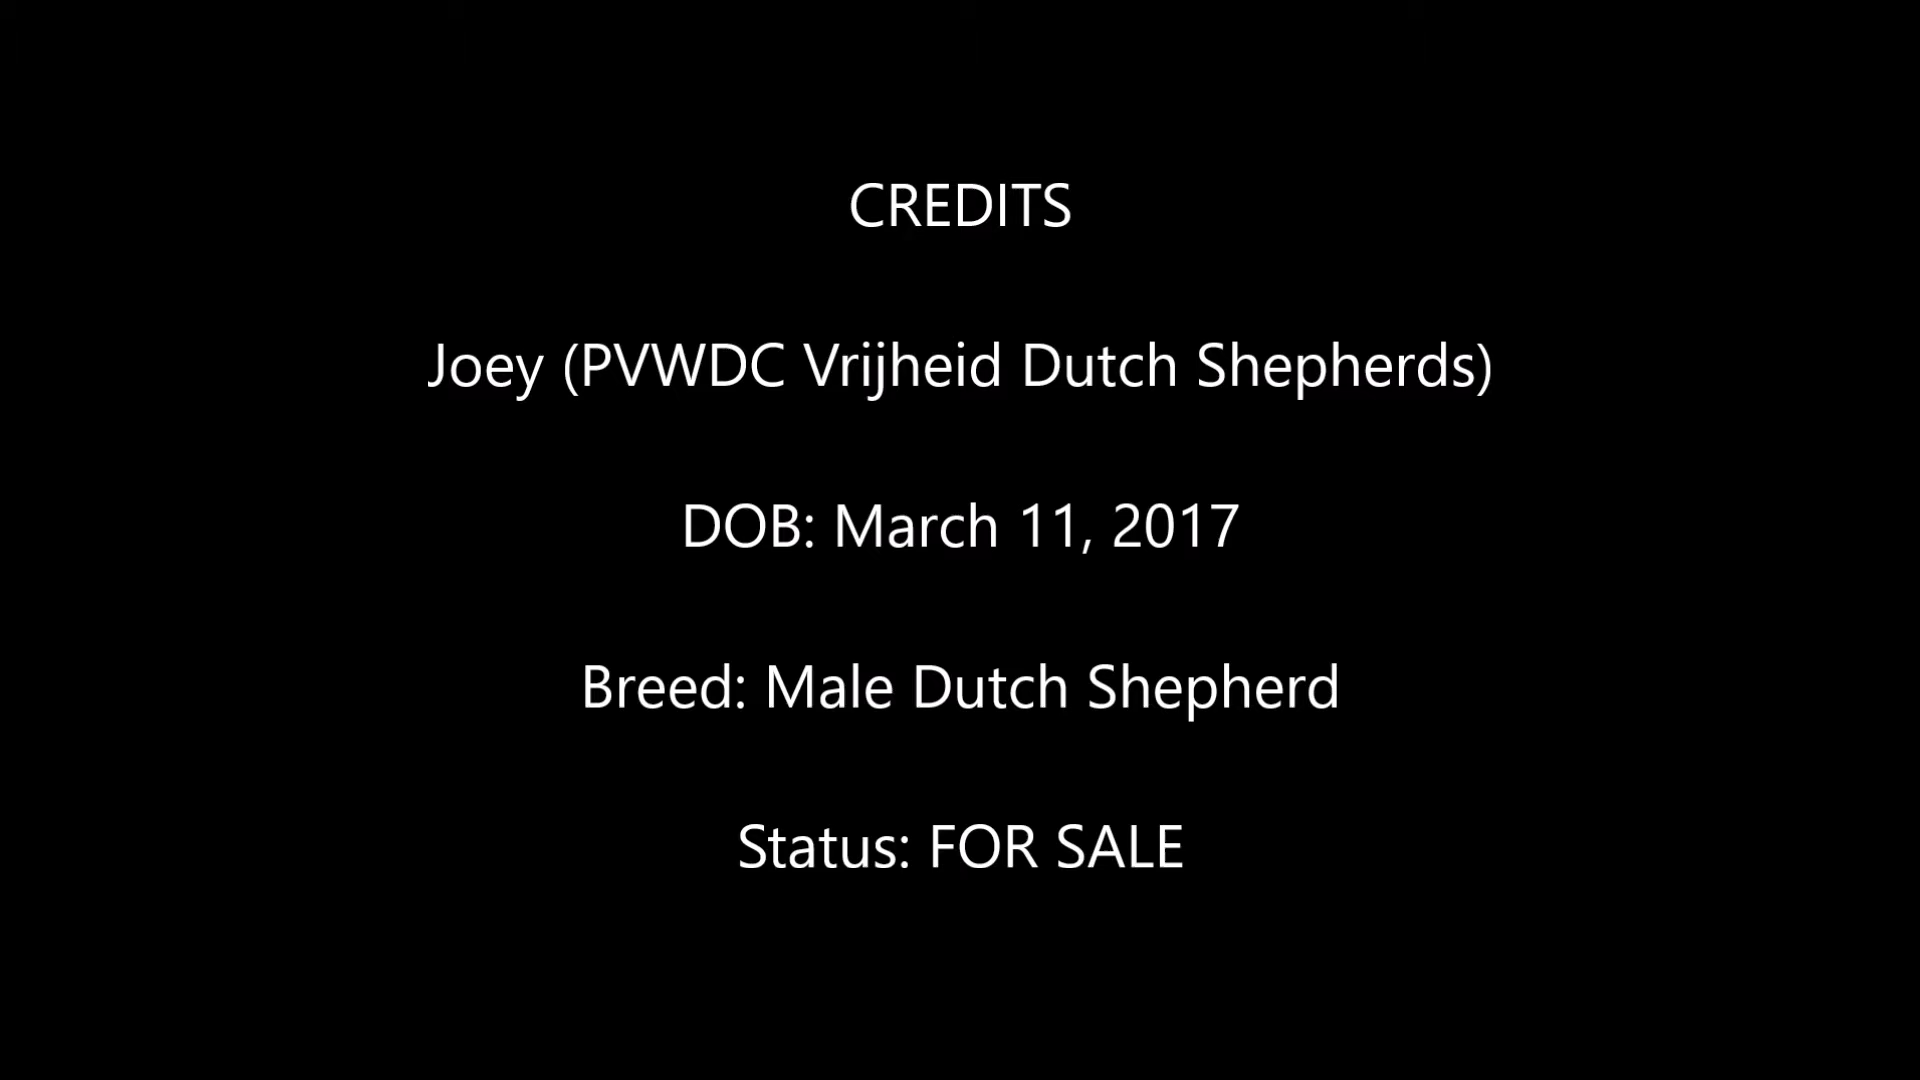 CREDITS
Joey (PVWDC Vrijheid Dutch Shepherds)
DOB: March 11, 2017
Breed: Male Dutch Shepherd
Status: FOR SALE